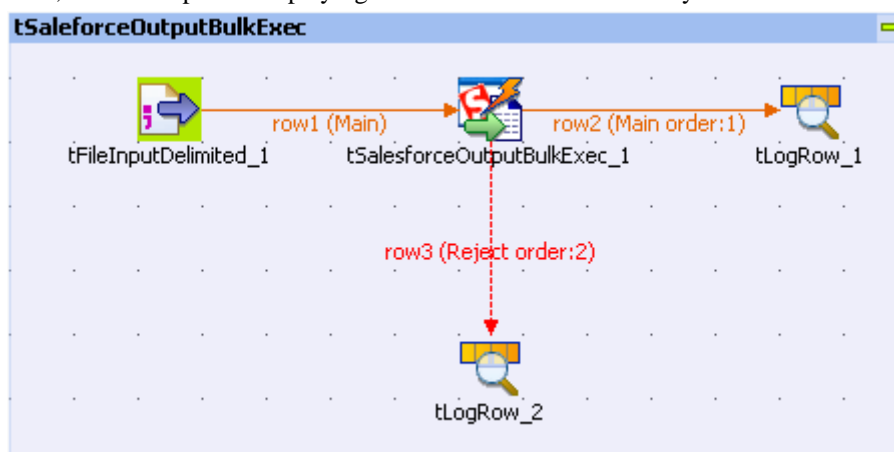 tSaleforceOutputBulkExec
row1 (Main)
row2 (Main order:1)
tFileInputDelimited_1
tSalesforceOutputBulkExec_1
tLogRow_1
row3 (Reject order:2)
tLogRow_2